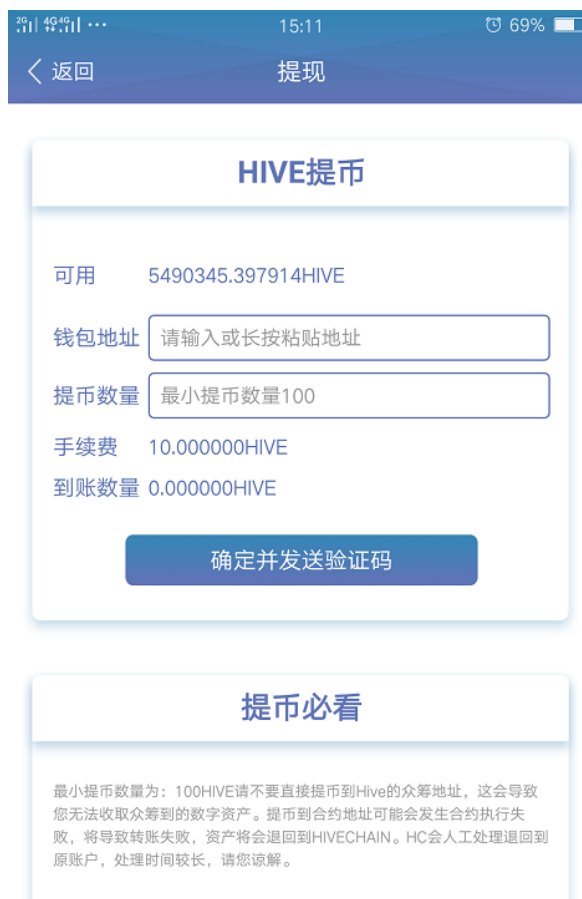 2G 4G 4G ... 15:11 69%
返回 提现
HIVE提币
可用 5490345.397914HIVE
钱包地址 请输入或长按粘贴地址
提币数量 最小提币数量100
手续费 10.000000HIVE
到账数量 0.000000HIVE
确定并发送验证码
提币必看
最小提币数量为：100HIVE请不要直接提币到Hive的众筹地址，这会导致
您无法收取众筹到的数字资产。提币到合约地址可能会发生合约执行失
败，将导致转账失败，资产将会退回到HIVECHAIN。HC会人工处理退回到
原账户，处理时间较长，请您谅解。